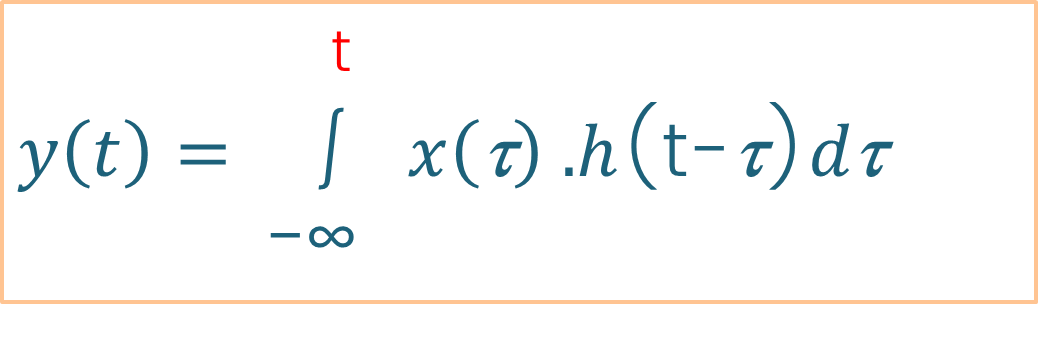 t
y(t) = ∫ x(τ) .h(t−τ)dτ
−∞